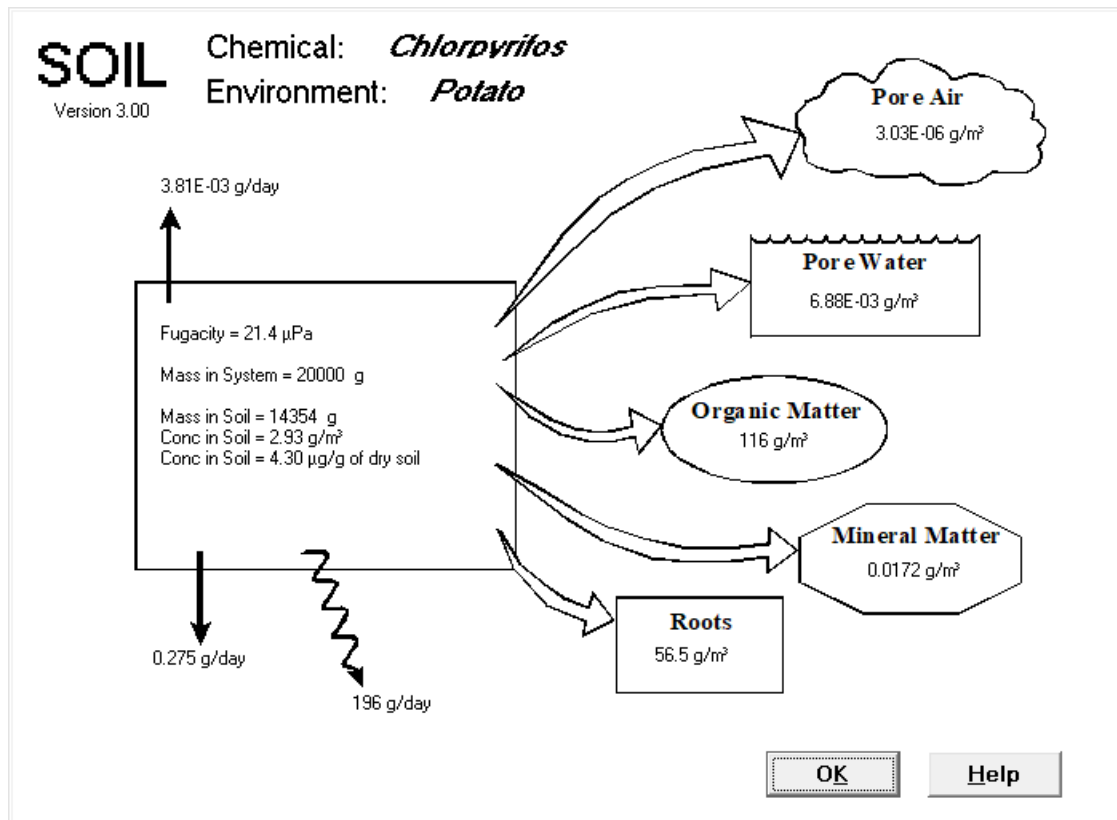 SOIL
Version 3.00
Chemical: Chlorpyrifos
Environment: Potato
3.81E-03 g/day
Fugacity = 21.4 µPa
Mass in System = 20000 g
Mass in Soil = 14354 g
Conc in Soil = 2.93 g/m³
Conc in Soil = 4.30 µg/g of dry soil
0.275 g/day
196 g/day
Pore Air
3.03E-06 g/m³
Pore Water
6.88E-03 g/m³
Organic Matter
116 g/m³
Mineral Matter
0.0172 g/m³
Roots
56.5 g/m³
OK
Help